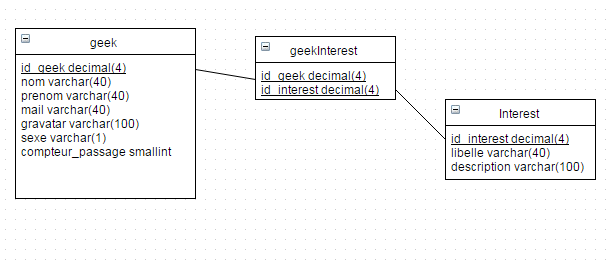 geek
id_geek decimal(4)
nom varchar(40)
prenom varchar(40)
mail varchar(40)
gravatar varchar(100)
sexe varchar(1)
compteur_passage smallint
geekInterest
id_geek decimal(4)
id_interest decimal(4)
Interest
id_interest decimal(4)
libelle varchar(40)
description varchar(100)